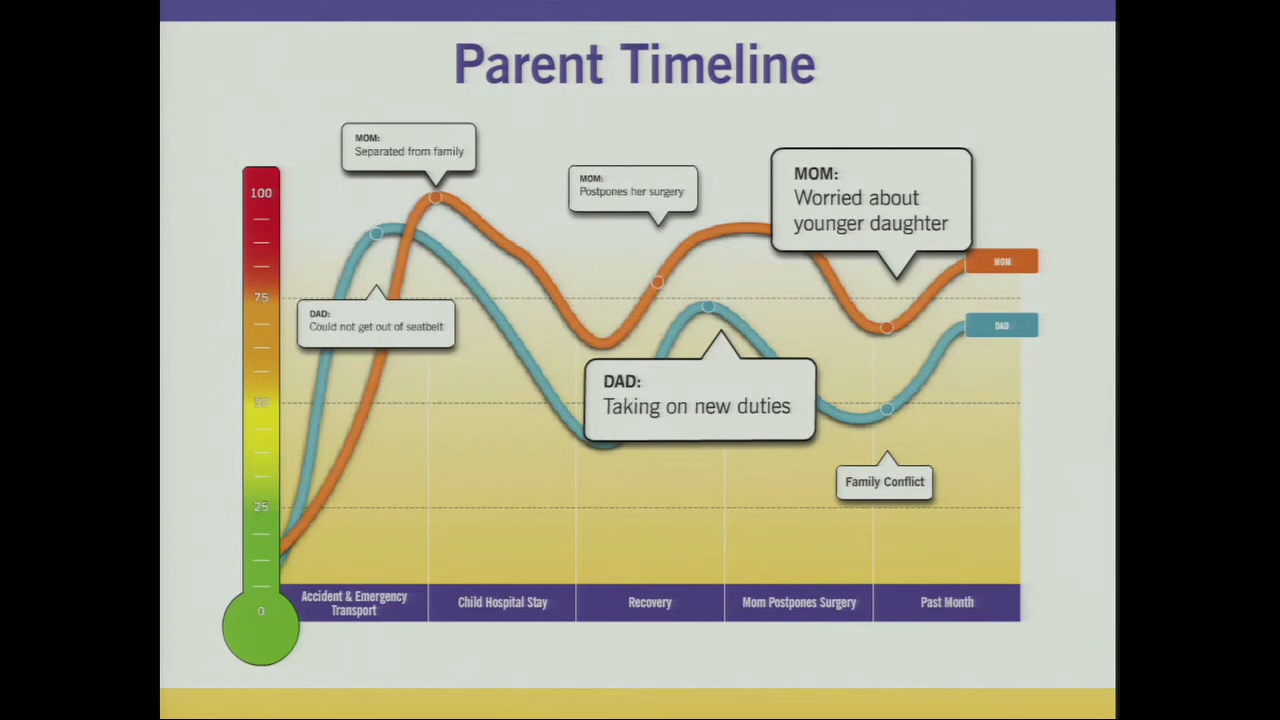 Parent Timeline
MOM:
Separated from family
MOM:
Postpones her surgery
MOM:
Worried about
younger daughter
100
75
50
25
0
MOM
DAD
DAD:
Could not get out of seatbelt
DAD:
Taking on new duties
Family Conflict
Accident & Emergency
Transport
Child Hospital Stay
Recovery
Mom Postpones Surgery
Past Month